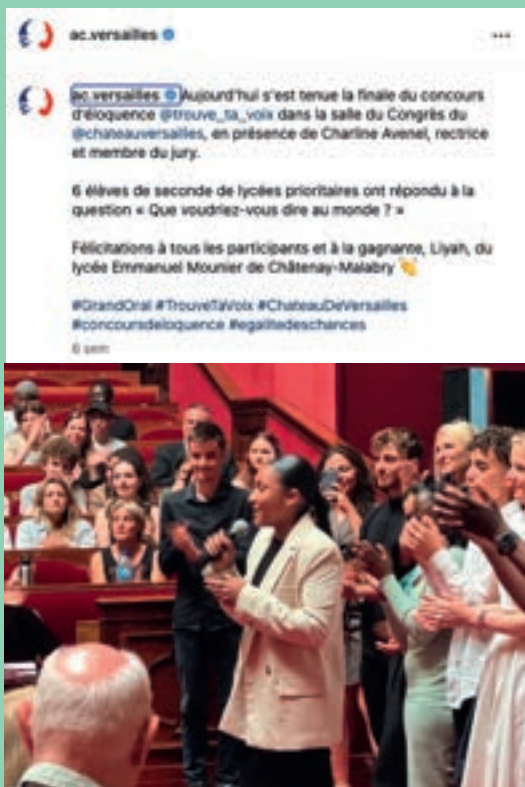 ac.versailles
ac.versailles Aujourd'hui s'est tenue la finale du concours
d'éloquence @trouve_ta_voix dans la salle du Congrès du
@chateauversailles, en présence de Charline Avenel, rectrice
et membre du jury.
6 élèves de seconde de lycées prioritaires ont répondu à la
question « Que voudriez-vous dire au monde ? »
Félicitations à tous les participants et à la gagnante, Liyah, du
lycée Emmanuel Mounier de Châtenay-Malabry 👏
#GrandOral #TrouveTaVoix #ChateauDeVersailles
#concoursdeloquence #egalitedeschances
6 sem